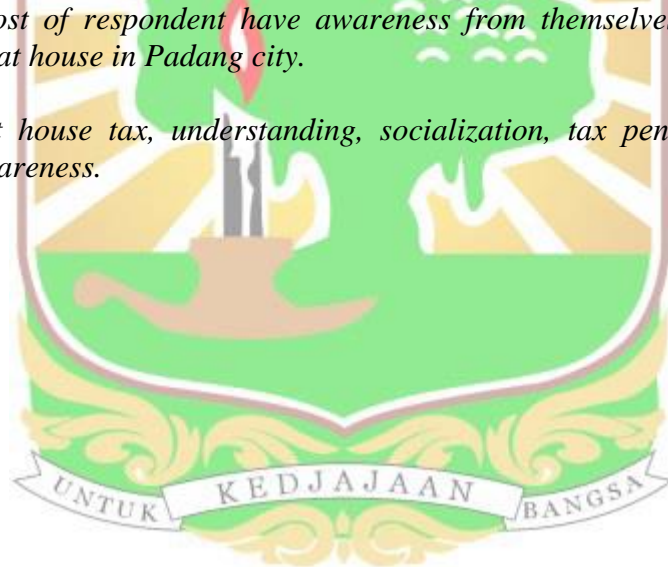 ost of respondent have awareness from themselve
at house in Padang city.
t house tax, understanding, socialization, tax pen
areness.
UNTUK KEDJAJAAN BANGSA